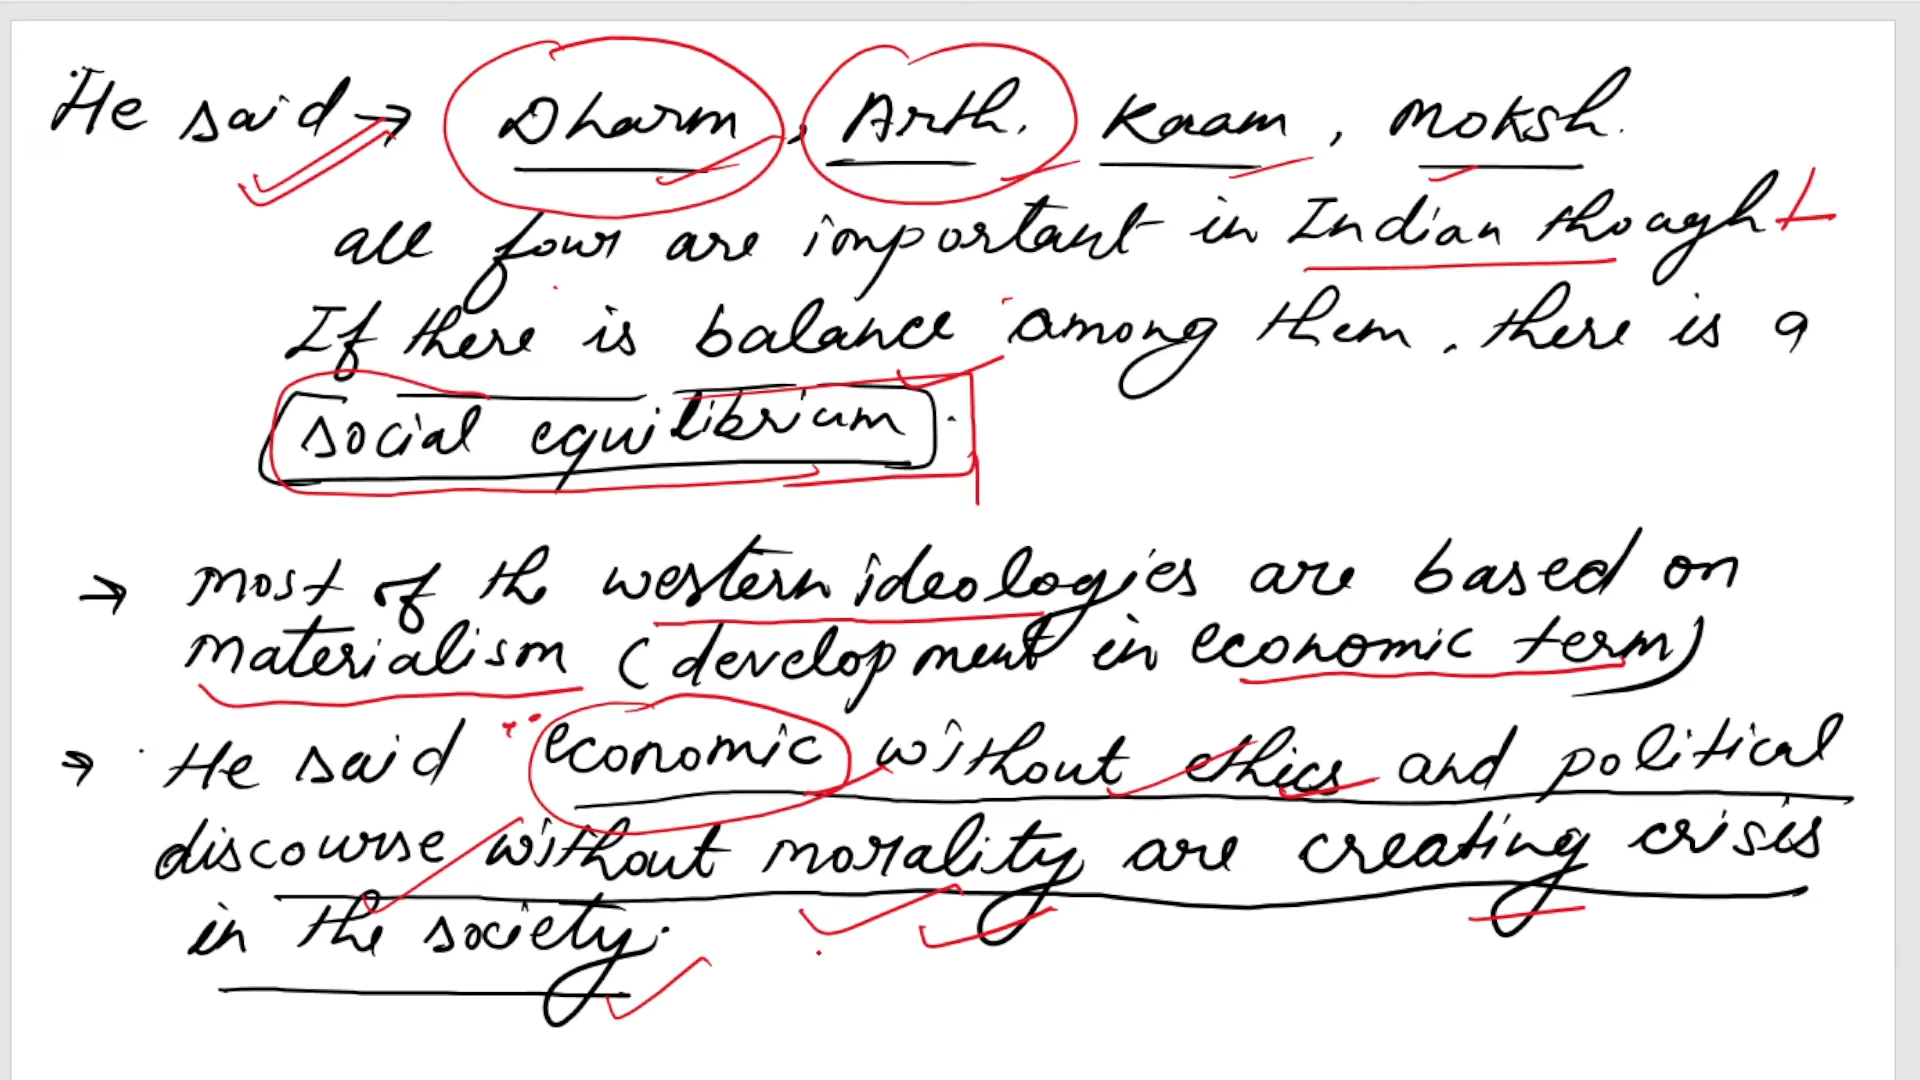 He said → Dharm, Arth, Kaam, Moksh.
all four are important in Indian thought
If there is balance among them. there is a
social equilibrium.
→ most of the western ideologies are based on
materialism (development in economic term)
→ He said "economic without ethics and political
discourse without morality are creating crisis
in the society.